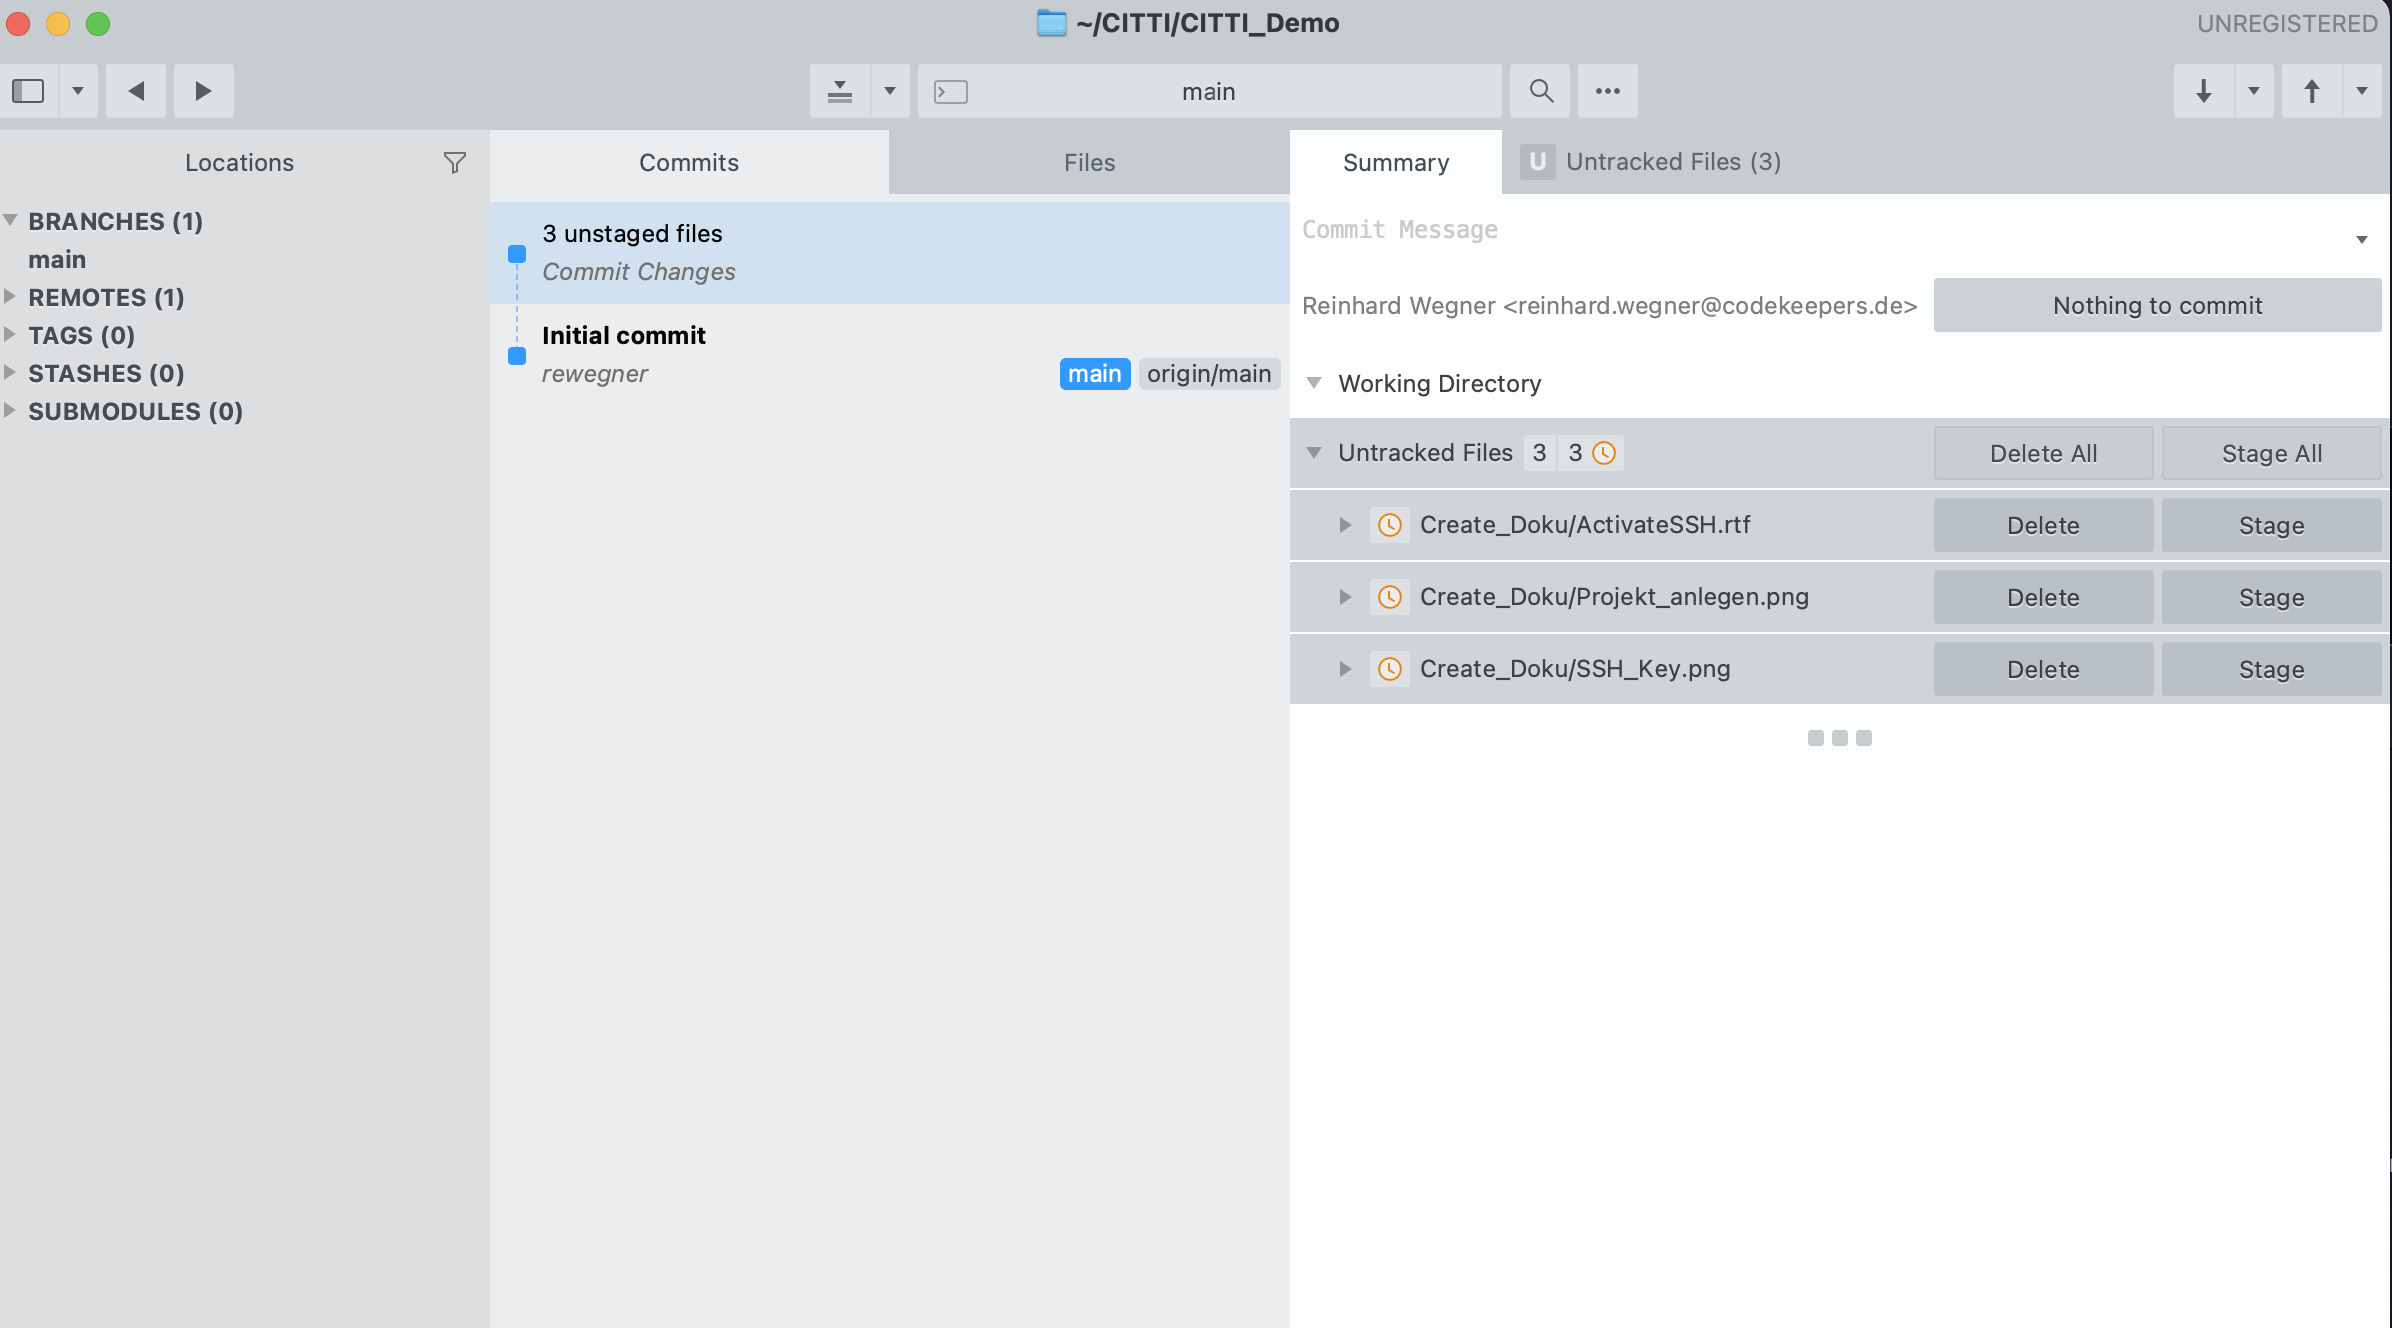 ~/CITTI/CITTI_Demo
UNREGISTERED
main
Locations
Commits
Files
Summary
U Untracked Files (3)
BRANCHES (1)
main
REMOTES (1)
TAGS (0)
STASHES (0)
SUBMODULES (0)
3 unstaged files
Commit Changes
Initial commit
rewegner
main origin/main
Commit Message
Reinhard Wegner <reinhard.wegner@codekeepers.de>
Nothing to commit
Working Directory
Untracked Files 3 3 Delete All Stage All
Create_Doku/ActivateSSH.rtf Delete Stage
Create_Doku/Projekt_anlegen.png Delete Stage
Create_Doku/SSH_Key.png Delete Stage